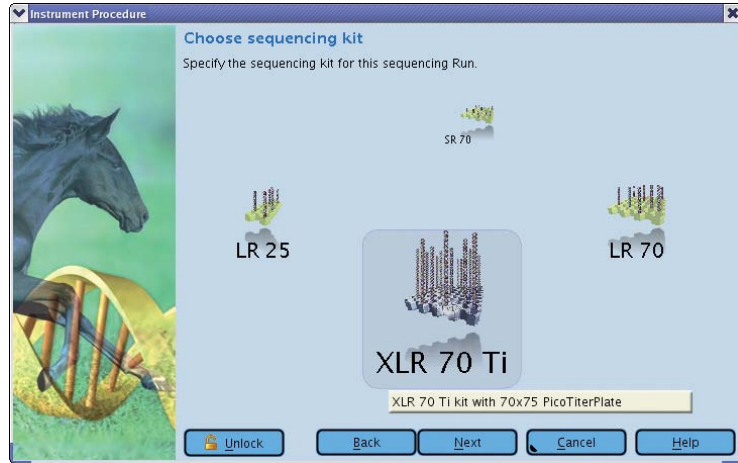 Instrument Procedure
Choose sequencing kit
Specify the sequencing kit for this sequencing Run.
SR 70
LR 25
LR 70
XLR 70 Ti
XLR 70 Ti kit with 70x75 PicoTiterPlate
Unlock
Back
Next
Cancel
Help